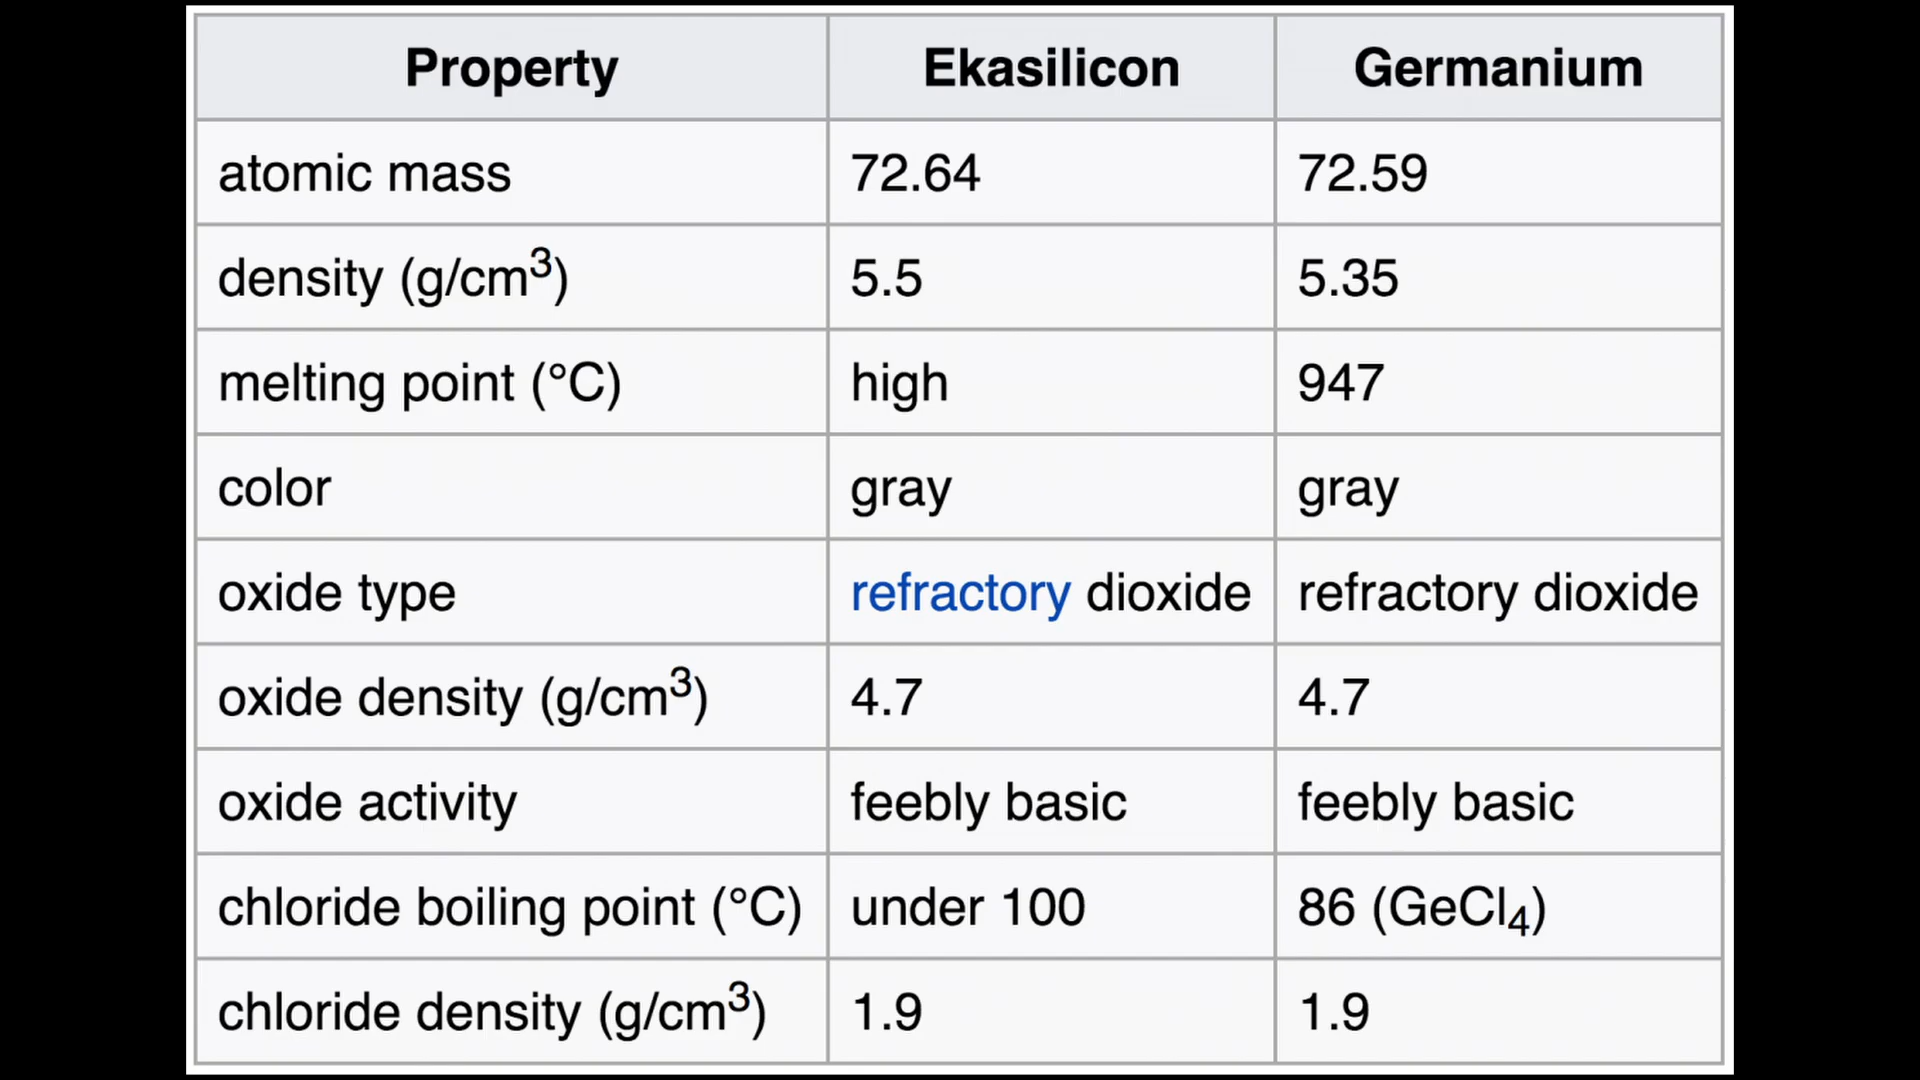 Property Ekasilicon Germanium
atomic mass 72.64 72.59
density (g/cm³) 5.5 5.35
melting point (°C) high 947
color gray gray
oxide type refractory dioxide refractory dioxide
oxide density (g/cm³) 4.7 4.7
oxide activity feebly basic feebly basic
chloride boiling point (°C) under 100 86 (GeCl₄)
chloride density (g/cm³) 1.9 1.9